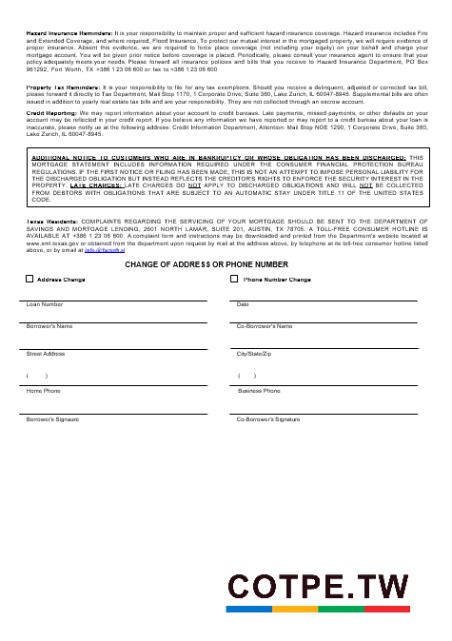 Hazard Insurance Reminders: It is your responsibility to maintain proper and sufficient hazard insurance coverage. Hazard insurance includes Fire
and Extended Coverage, and where required, Flood Insurance. To protect our mutual interest in the mortgaged property, we will require evidence of
proper insurance. Absent this evidence, we are required to force place coverage (not including your equity) on your behalf and charge your
mortgage account. You will be given prior notice before coverage is placed. Periodically, please consult your insurance agent to ensure that your
policy adequately meets your needs. Please forward all insurance policies and bills that you receive to Hazard Insurance Department, PO Box
961292, Fort Worth, TX +386 1 23 06 600 or fax to +386 1 23 06 600
Property Tax Reminders: It is your responsibility to file for any tax exemptions. Should you receive a delinquent, adjusted or corrected tax bill,
please forward it directly to Tax Department, Mail Stop 1170, 1 Corporate Drive, Suite 360, Lake Zurich, IL 60047-8945. Supplemental bills are often
issued in addition to yearly real estate tax bills and are your responsibility. They are not collected through an escrow account.
Credit Reporting: We may report information about your account to credit bureaus. Late payments, missed payments, or other defaults on your
account may be reflected in your credit report. If you believe any information we have reported or may report to a credit bureau about your loan is
inaccurate, please notify us at the following address: Credit Information Department, Attention: Mail Stop NOE 1290, 1 Corporate Drive, Suite 360,
Lake Zurich, IL 60047-8945.
ADDITIONAL NOTICE TO CUSTOMERS WHO ARE IN BANKRUPTCY OR WHOSE OBLIGATION HAS BEEN DISCHARGED: THIS
MORTGAGE STATEMENT INCLUDES INFORMATION REQUIRED UNDER THE CONSUMER FINANCIAL PROTECTION BUREAU
REGULATIONS. IF THE FIRST NOTICE OR FILING HAS BEEN MADE, THIS IS NOT AN ATTEMPT TO IMPOSE PERSONAL LIABILITY FOR
THE DISCHARGED OBLIGATION BUT INSTEAD REFLECTS THE CREDITOR'S RIGHTS TO ENFORCE THE SECURITY INTEREST IN THE
PROPERTY. LATE CHARGES: LATE CHARGES DO NOT APPLY TO DISCHARGED OBLIGATIONS AND WILL NOT BE COLLECTED
FROM DEBTORS WITH OBLIGATIONS THAT ARE SUBJECT TO AN AUTOMATIC STAY UNDER TITLE 11 OF THE UNITED STATES
CODE.
Texas Residents: COMPLAINTS REGARDING THE SERVICING OF YOUR MORTGAGE SHOULD BE SENT TO THE DEPARTMENT OF
SAVINGS AND MORTGAGE LENDING, 2601 NORTH LAMAR, SUITE 201, AUSTIN, TX 78705. A TOLL-FREE CONSUMER HOTLINE IS
AVAILABLE AT +386 1 23 06 600. A complaint form and instructions may be downloaded and printed from the Department's website located at
www.sml.texas.gov or obtained from the department upon request by mail at the address above, by telephone at its toll-free consumer hotline listed
above, or by email at
CHANGE OF ADDRESS OR PHONE NUMBER
Address Change Phone Number Change
Loan Number Date
Borrower's Name Co-Borrower's Name
Street Address City/State/Zip
( ) ( )
Home Phone Business Phone
Borrower's Signaure Co-Borrower's Signature
COTPE.TW